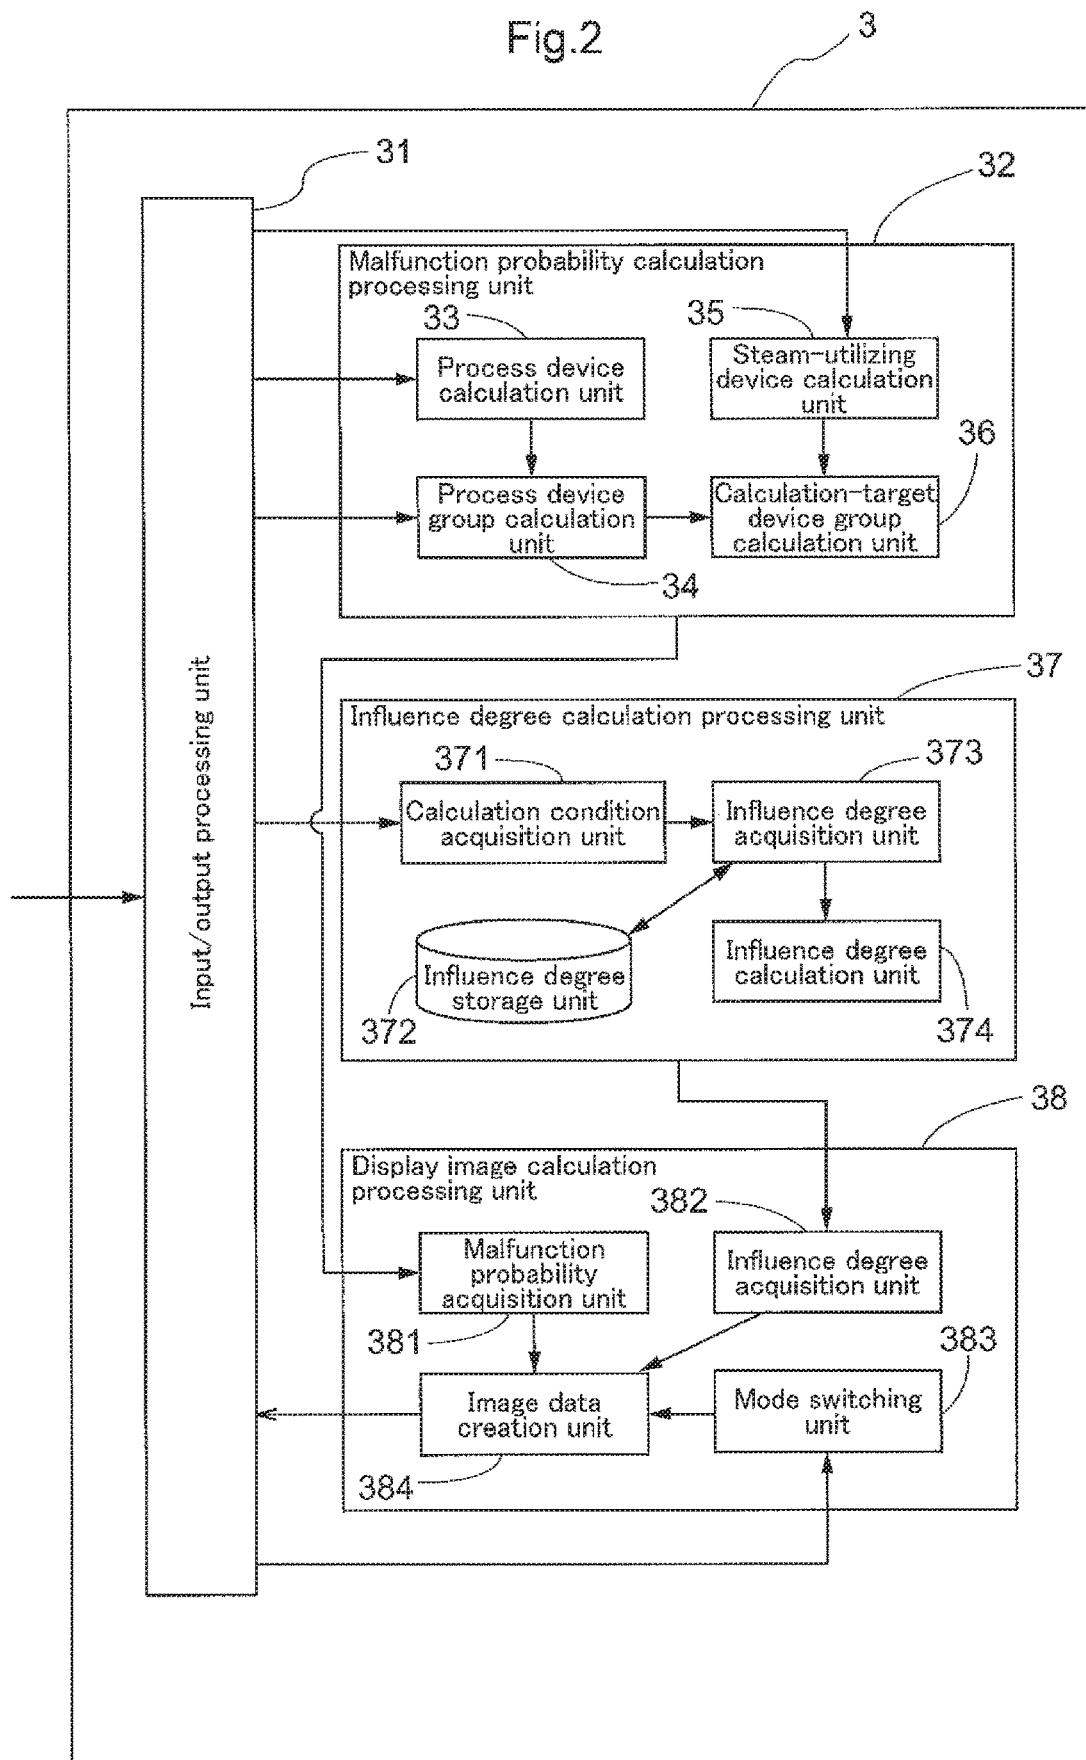 Fig.2
3
31
32
Malfunction probability calculation
processing unit
33
35
Process device
calculation unit
Steam-utilizing
device calculation
unit
36
Process device
group calculation
unit
Calculation-target
device group
calculation unit
34
Input/output processing unit
37
Influence degree calculation processing unit
371
373
Calculation condition
acquisition unit
Influence degree
acquisition unit
Influence degree
storage unit
Influence degree
calculation unit
372
374
38
Display image calculation
processing unit
382
Malfunction
probability
acquisition unit
Influence degree
acquisition unit
381
383
Image data
creation unit
Mode switching
unit
384